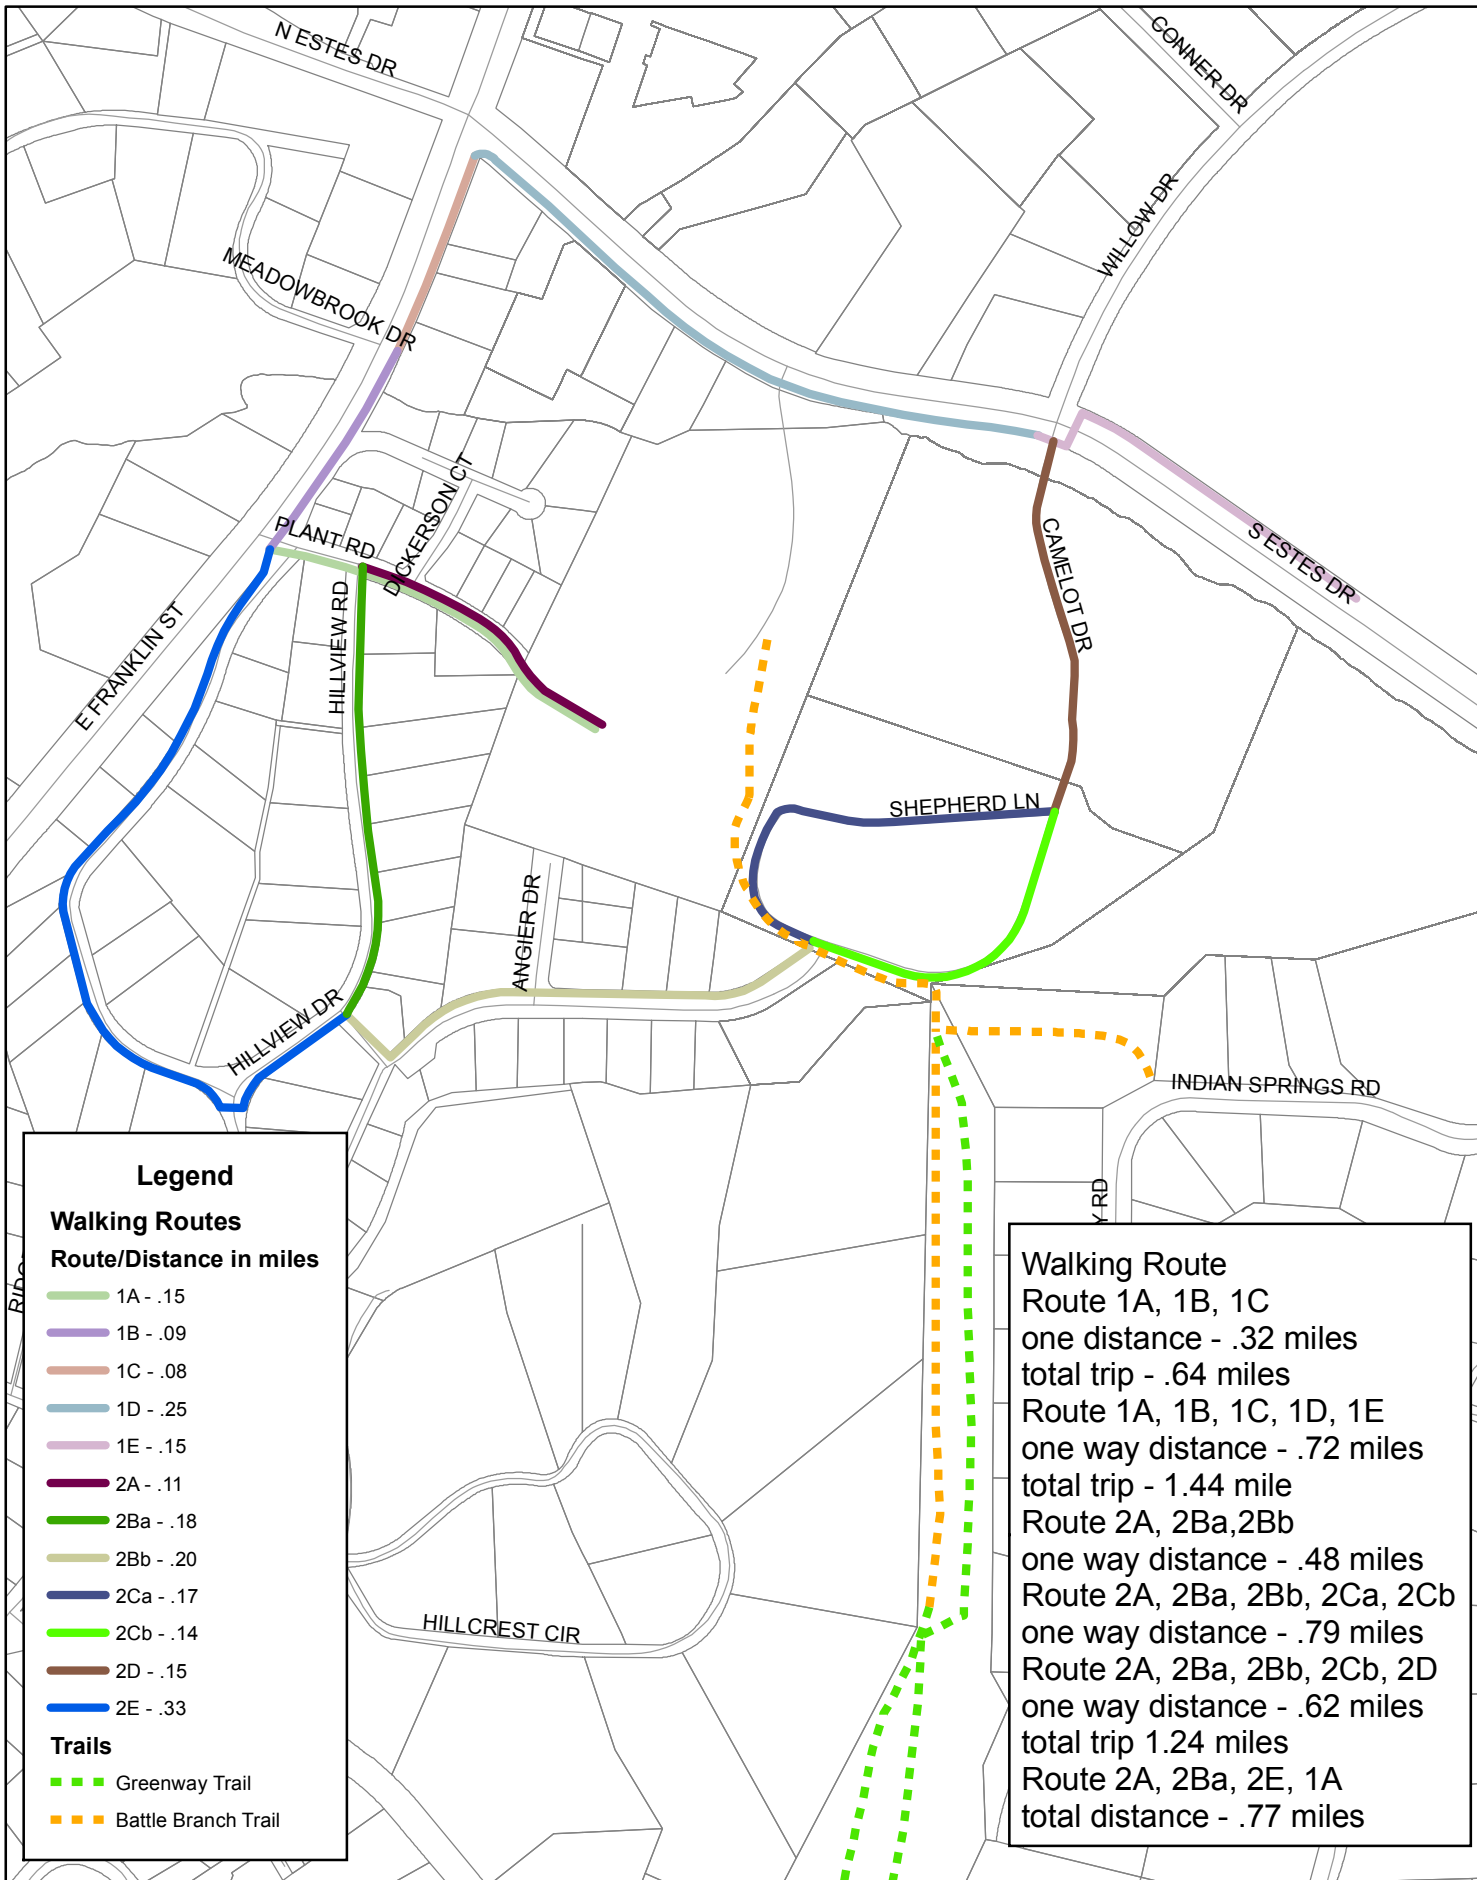 N ESTES DR
CONNER DR
WILLOW DR
MEADOWBROOK DR
DICKERSON CT
PLANT RD
CAMELOT DR
S ESTES DR
HILLVIEW RD
E FRANKLIN ST
SHEPHERD LN
ANGIER DR
HILLVIEW DR
INDIAN SPRINGS RD
Y RD
HILLCREST CIR
Legend
Walking Routes
Route/Distance in miles
1A - .15
1B - .09
1C - .08
1D - .25
1E - .15
2A - .11
2Ba - .18
2Bb - .20
2Ca - .17
2Cb - .14
2D - .15
2E - .33
Trails
Greenway Trail
Battle Branch Trail
Walking Route
Route 1A, 1B, 1C
one distance - .32 miles
total trip - .64 miles
Route 1A, 1B, 1C, 1D, 1E
one way distance - .72 miles
total trip - 1.44 mile
Route 2A, 2Ba,2Bb
one way distance - .48 miles
Route 2A, 2Ba, 2Bb, 2Ca, 2Cb
one way distance - .79 miles
Route 2A, 2Ba, 2Bb, 2Cb, 2D
one way distance - .62 miles
total trip 1.24 miles
Route 2A, 2Ba, 2E, 1A
total distance - .77 miles